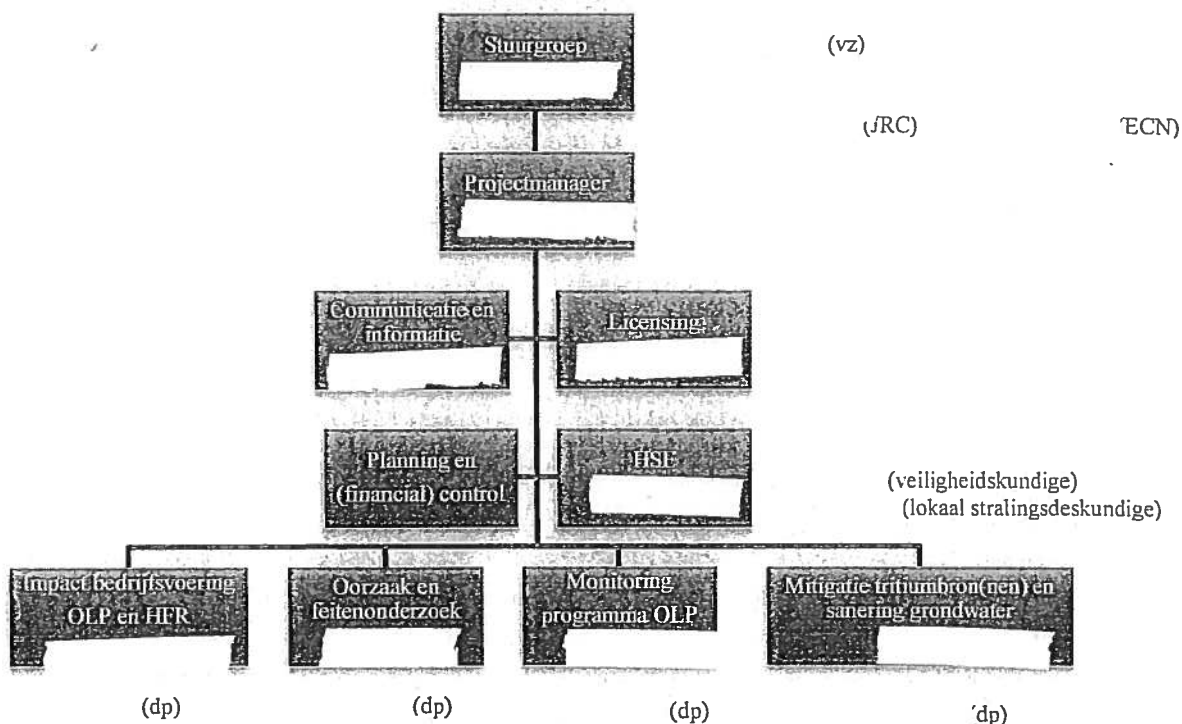 Stuurgroep
(vz)
(JRC)
ECN)
Projectmanager
Communicatie en
informatie
Licensing
Planning en
(financial) control
HSE
(veiligheidskundige)
(lokaal stralingsdeskundige)
Impact bedrijfsvoering
OLP en HFR
Oorzaak en
feitenonderzoek
Monitoring
programma OLP
Mitigatie tritiumbron(nen) en
sanering grondwater
(dp)
(dp)
(dp)
dp)